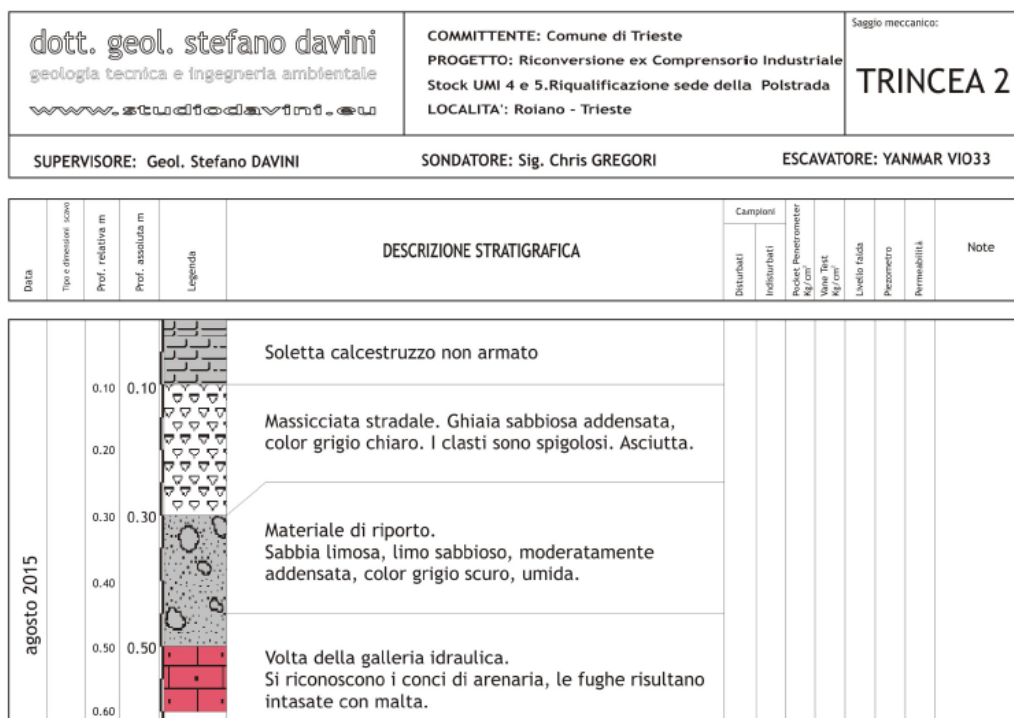 dott. geol. stefano davini
geologia tecnica e ingegneria ambientale
www.studiodavini.eu
COMMITTENTE: Comune di Trieste
PROGETTO: Riconversione ex Comprensorio Industriale
Stock UMI 4 e 5.Riqualificazione sede della Polstrada
LOCALITA': Roiano - Trieste
Saggio meccanico:
TRINCEA 2
SUPERVISORE: Geol. Stefano DAVINI
SONDATORE: Sig. Chris GREGORI
ESCAVATORE: YANMAR VIO33
Data
Tipo e dimensioni scavo
Prof. relativa m
Prof. assoluta m
Legenda
DESCRIZIONE STRATIGRAFICA
Campioni
Disturbati
Indisturbati
Pocket Penetrometer
Kg/cm²
Vane Test
Kg/cm²
Livello falda
Piezometro
Permeabilità
Note
agosto 2015
Soletta calcestruzzo non armato
0.10 0.10
Massicciata stradale. Ghiaia sabbiosa addensata,
color grigio chiaro. I clasti sono spigolosi. Asciutta.
0.20
0.30 0.30
Materiale di riporto.
Sabbia limosa, limo sabbioso, moderatamente
addensata, color grigio scuro, umida.
0.40
0.50 0.50
Volta della galleria idraulica.
Si riconoscono i conci di arenaria, le fughe risultano
intasate con malta.
0.60